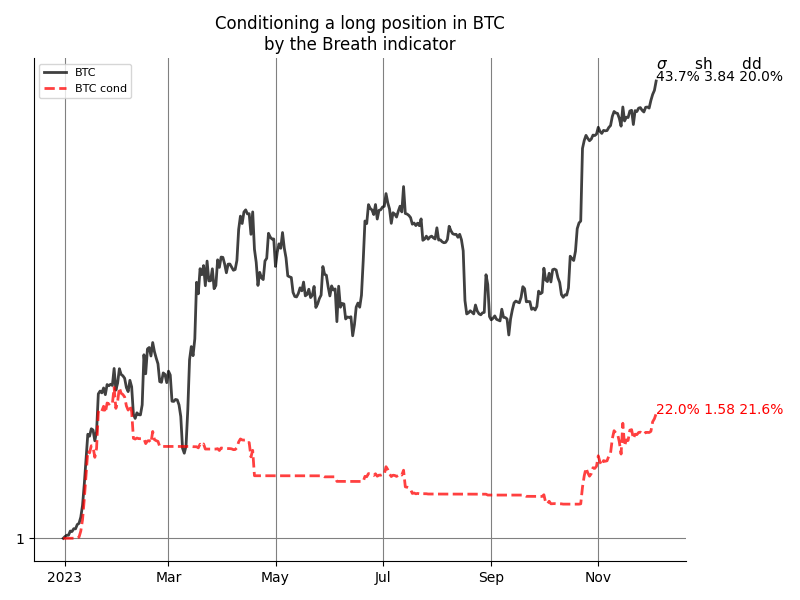 Conditioning a long position in BTC
by the Breath indicator
σ sh dd
43.7% 3.84 20.0%
BTC
BTC cond
22.0% 1.58 21.6%
1
2023 Mar May Jul Sep Nov